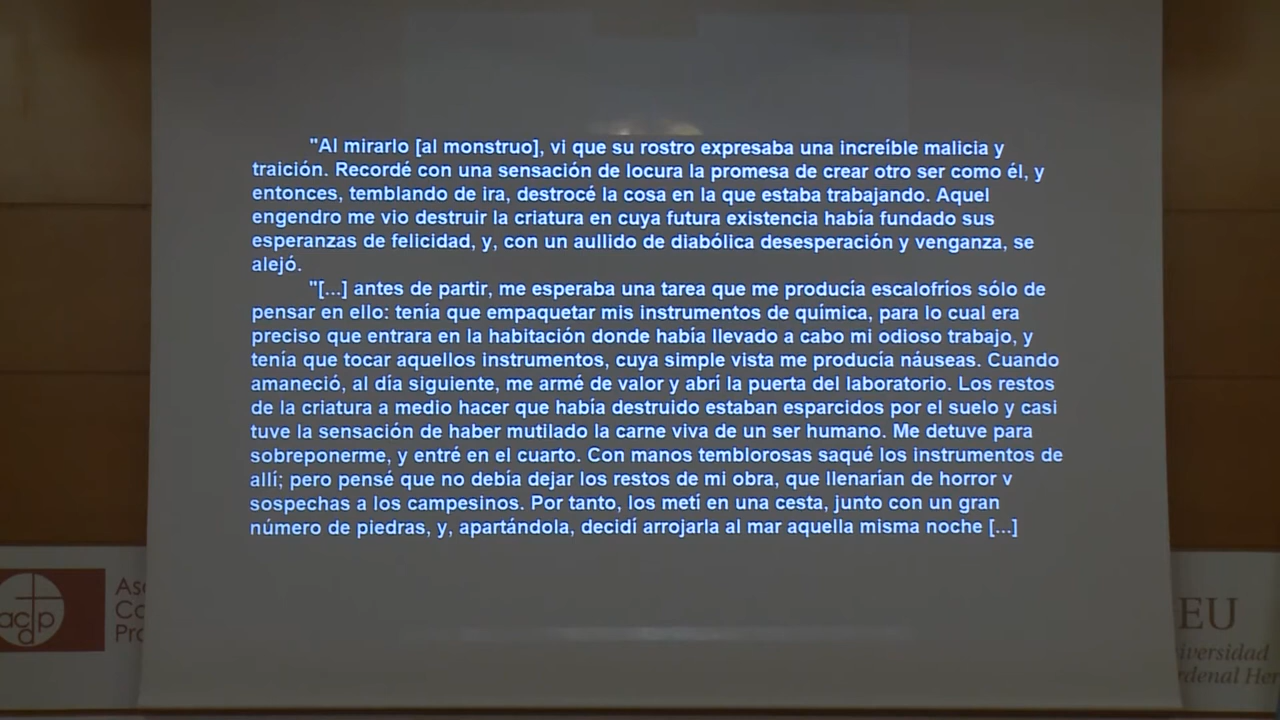 "Al mirarlo [al monstruo], vi que su rostro expresaba una increíble malicia y
traición. Recordé con una sensación de locura la promesa de crear otro ser como él, y
entonces, temblando de ira, destrocé la cosa en la que estaba trabajando. Aquel
engendro me vio destruir la criatura en cuya futura existencia había fundado sus
esperanzas de felicidad, y, con un aullido de diabólica desesperación y venganza, se
alejó.
"[...] antes de partir, me esperaba una tarea que me producía escalofríos sólo de
pensar en ello: tenía que empaquetar mis instrumentos de química, para lo cual era
preciso que entrara en la habitación donde había llevado a cabo mi odioso trabajo, y
tenía que tocar aquellos instrumentos, cuya simple vista me producía náuseas. Cuando
amaneció, al día siguiente, me armé de valor y abrí la puerta del laboratorio. Los restos
de la criatura a medio hacer que había destruido estaban esparcidos por el suelo y casi
tuve la sensación de haber mutilado la carne viva de un ser humano. Me detuve para
sobreponerme, y entré en el cuarto. Con manos temblorosas saqué los instrumentos de
allí; pero pensé que no debía dejar los restos de mi obra, que llenarían de horror y
sospechas a los campesinos. Por tanto, los metí en una cesta, junto con un gran
número de piedras, y, apartándola, decidí arrojarla al mar aquella misma noche [...]
acdp
Aso
Ca
Pro
EU
iversidad
rdenal Her